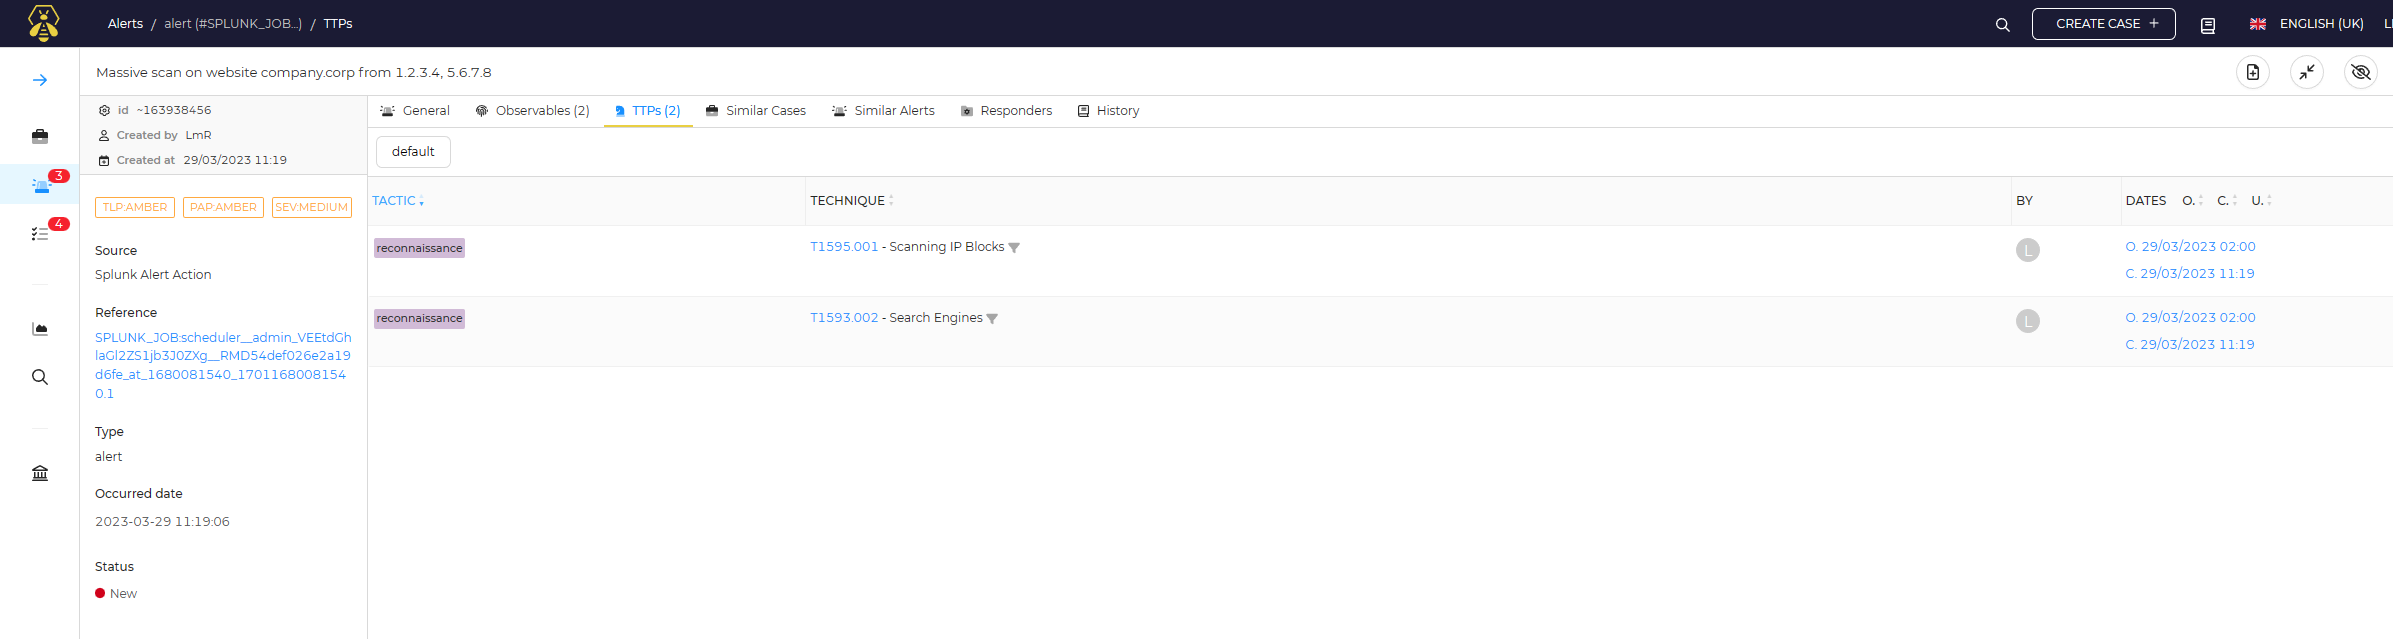 Alerts / alert (#SPLUNK_JOB...) / TTPs
CREATE CASE +
ENGLISH (UK)
Massive scan on website company.corp from 1.2.3.4, 5.6.7.8
id ~163938456
Created by LmR
Created at 29/03/2023 11:19
General
Observables (2)
TTPs (2)
Similar Cases
Similar Alerts
Responders
History
default
3
4
TLP:AMBER
PAP:AMBER
SEV:MEDIUM
Source
Splunk Alert Action
Reference
SPLUNK_JOB:scheduler__admin_VEEtdGh
laGl2ZS1jb3J0ZXg__RMD54def026e2a19
d6fe_at_1680081540_1701168008154
0.1
Type
alert
Occurred date
2023-03-29 11:19:06
Status
New
TACTIC
TECHNIQUE
BY
DATES O. C. U.
reconnaissance
T1595.001 - Scanning IP Blocks
L
O. 29/03/2023 02:00
C. 29/03/2023 11:19
reconnaissance
T1593.002 - Search Engines
L
O. 29/03/2023 02:00
C. 29/03/2023 11:19